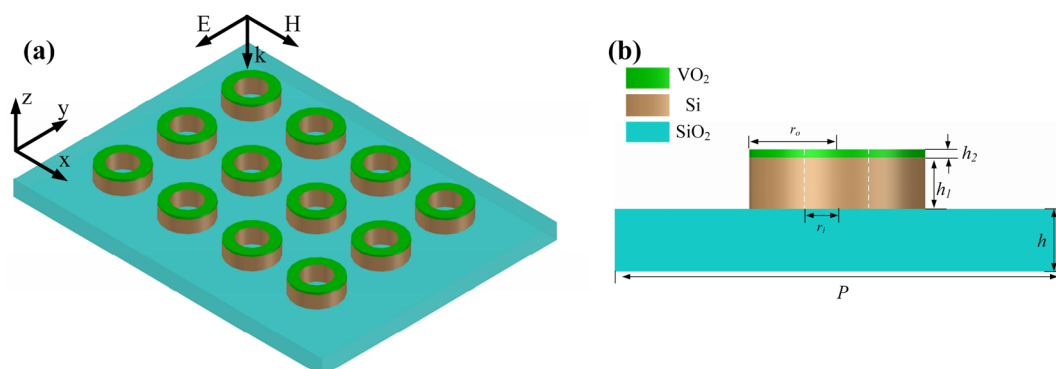 (a)
E
H
k
z
y
x
(b)
VO₂
Si
SiO₂
rₒ
h₂
h₁
rᵢ
h
P